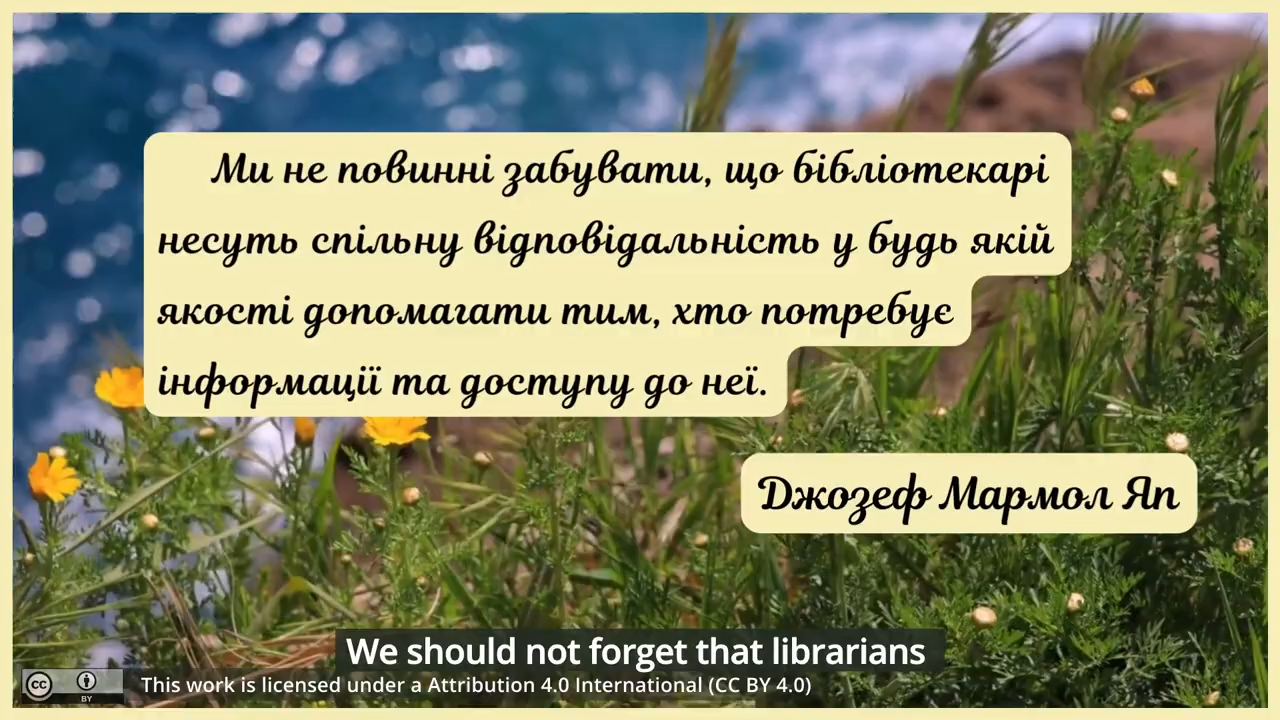 Ми не повинні забувати, що бібліотекарі
несуть спільну відповідальність у будь якій
якості допомагати тим, хто потребує
інформації та доступу до неї.
Джозеф Мармол Яп
We should not forget that librarians
cc BY
This work is licensed under a Attribution 4.0 International (CC BY 4.0)